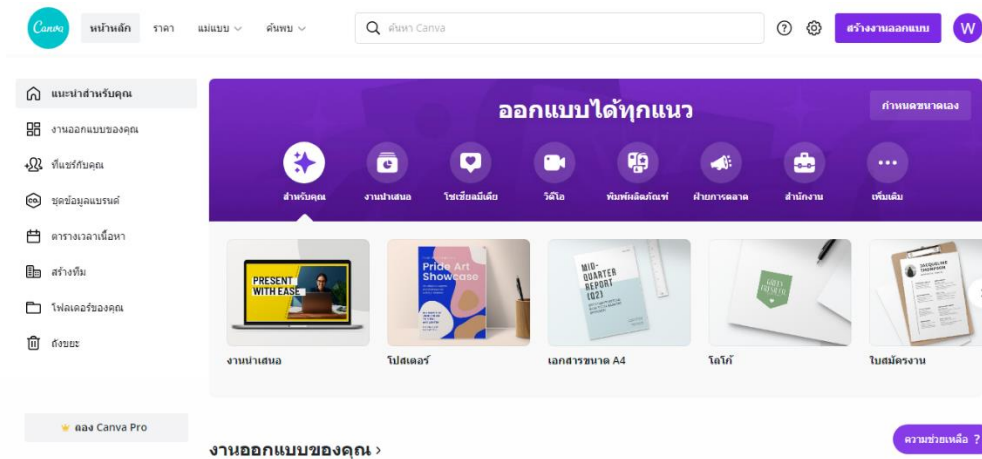 Canva
หน้าหลัก
ราคา
แม่แบบ
ค้นพบ
ค้นหา Canva
สร้างงานออกแบบ
W
แนะนำสำหรับคุณ
งานออกแบบของคุณ
ที่แชร์กับคุณ
ชุดข้อมูลแบรนด์
ตารางเวลาเนื้อหา
สร้างทีม
โฟลเดอร์ของคุณ
ถังขยะ
ลอง Canva Pro
ออกแบบได้ทุกแนว
กำหนดขนาดเอง
สำหรับคุณ
งานนำเสนอ
โซเชียลมีเดีย
วิดีโอ
พิมพ์ผลิตภัณฑ์
ฝ่ายการตลาด
สำนักงาน
เพิ่มเติม
PRESENT
WITH EASE
Pride Art
Showcase
MID-
QUARTER
REPORT
(Q2)
JACQUELINE
THOMPSON
งานนำเสนอ
โปสเตอร์
เอกสารขนาด A4
โลโก้
ใบสมัครงาน
งานออกแบบของคุณ
ความช่วยเหลือ ?